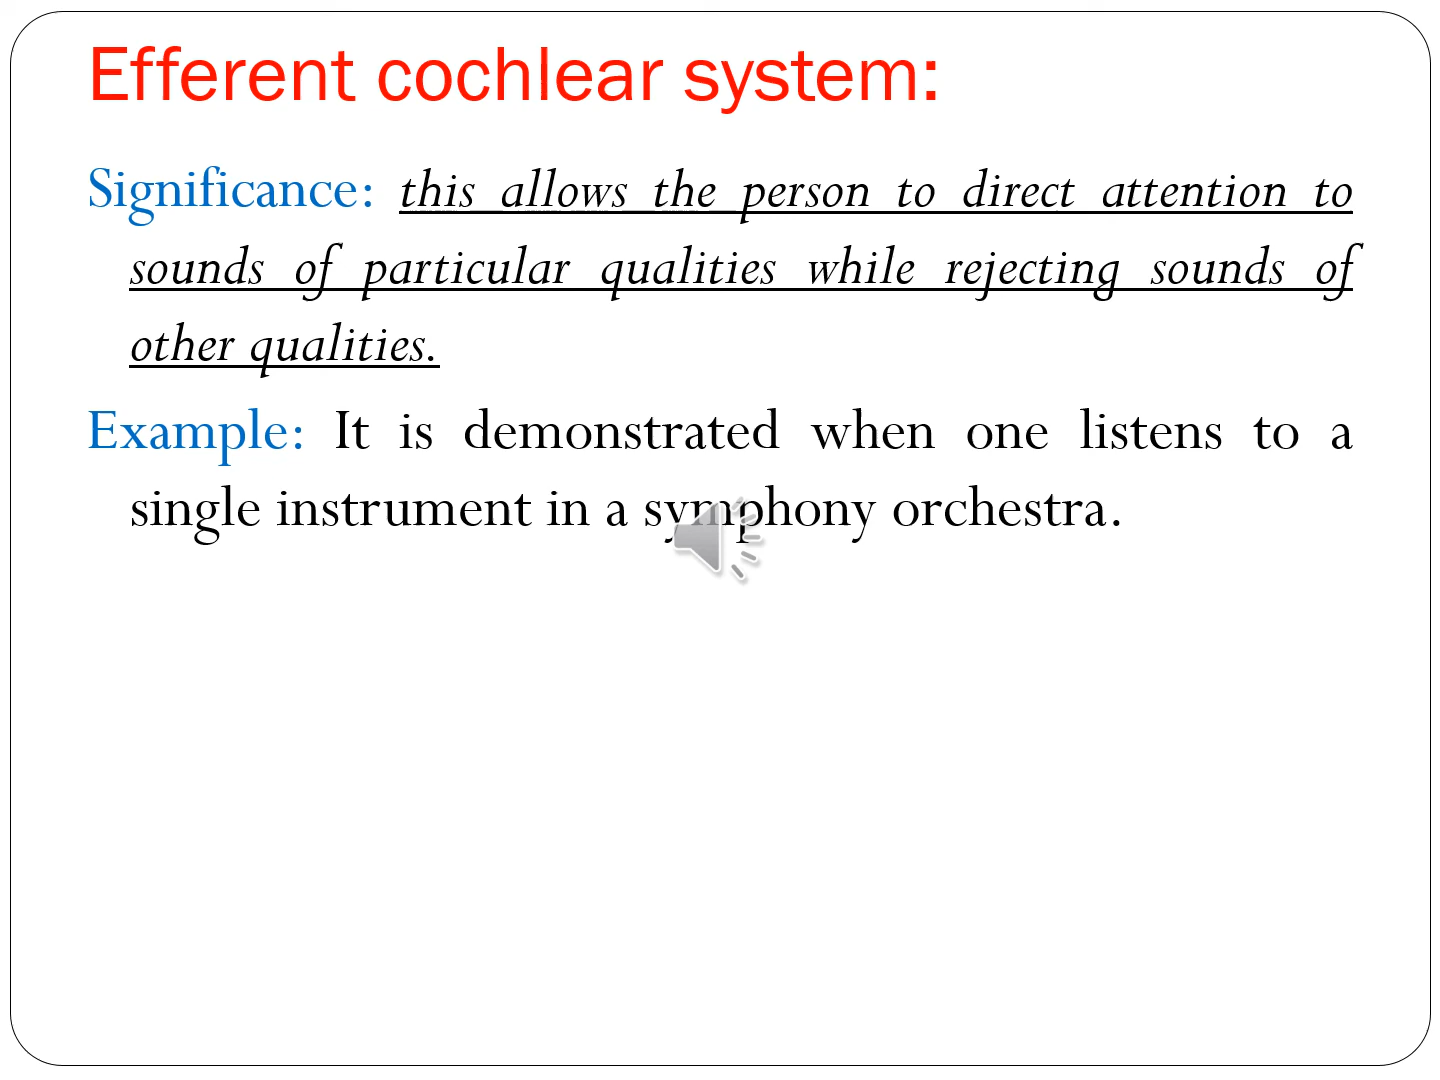 Efferent cochlear system:
Significance: this allows the person to direct attention to
sounds of particular qualities while rejecting sounds of
other qualities.
Example: It is demonstrated when one listens to a
single instrument in a symphony orchestra.